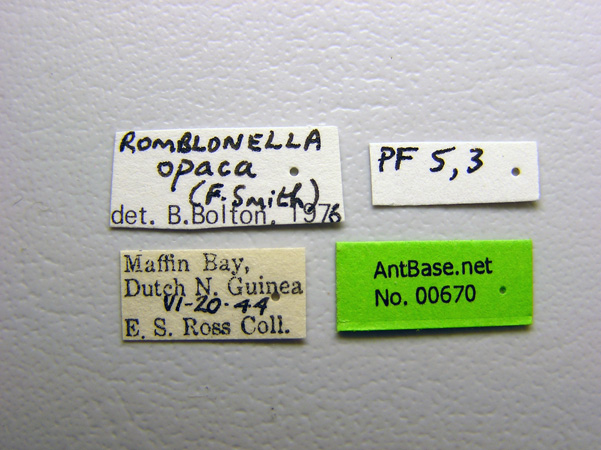 ROMBLONELLA
opaca
(F. Smith)
det. B.Bolton, 1976
PF 5,3
Maffin Bay,
Dutch N. Guinea
VI-20-44
E. S. Ross Coll.
AntBase.net
No. 00670